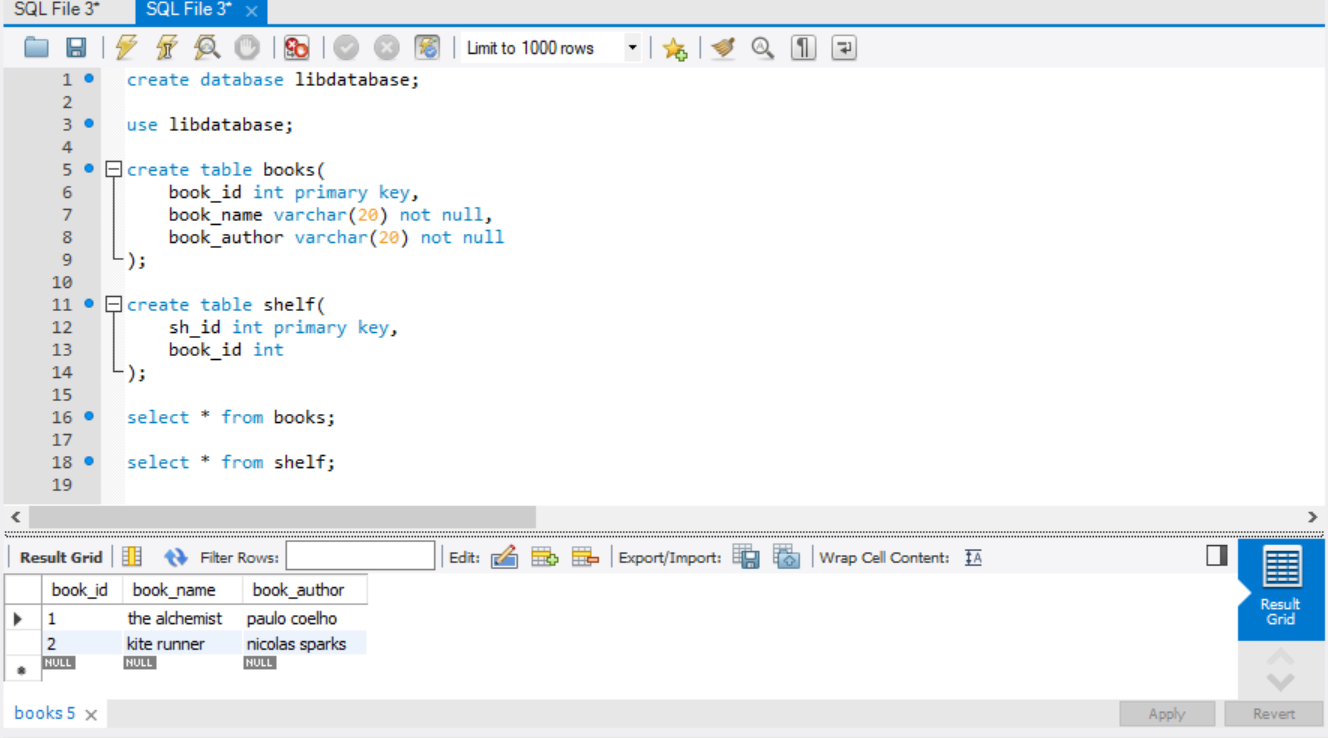 SQL File 3* SQL File 3* ×
Limit to 1000 rows
1 create database libdatabase;
2
3 use libdatabase;
4
5 create table books(
6 book_id int primary key,
7 book_name varchar(20) not null,
8 book_author varchar(20) not null
9 );
10
11 create table shelf(
12 sh_id int primary key,
13 book_id int
14 );
15
16 select * from books;
17
18 select * from shelf;
19
Result Grid Filter Rows: Edit: Export/Import: Wrap Cell Content: IA
book_id book_name book_author
1 the alchemist paulo coelho
2 kite runner nicolas sparks
NULL NULL NULL
Result
Grid
books 5 ×
Apply Revert